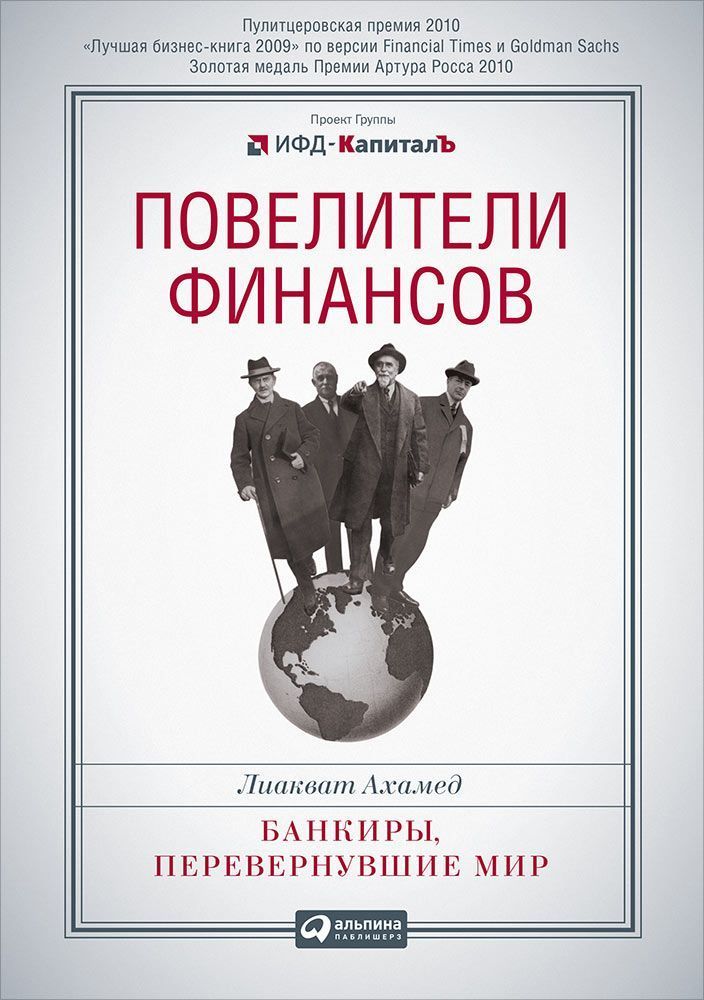 Пулитцеровская премия 2010
«Лучшая бизнес-книга 2009» по версии Financial Times и Goldman Sachs
Золотая медаль Премии Артура Росса 2010
Проект Группы
ИФД-КапиталЪ
ПОВЕЛИТЕЛИ
ФИНАНСОВ
Лиакват Ахамед
БАНКИРЫ,
ПЕРЕВЕРНУВШИЕ МИР
альпина
ПАБЛИШЕРЗ